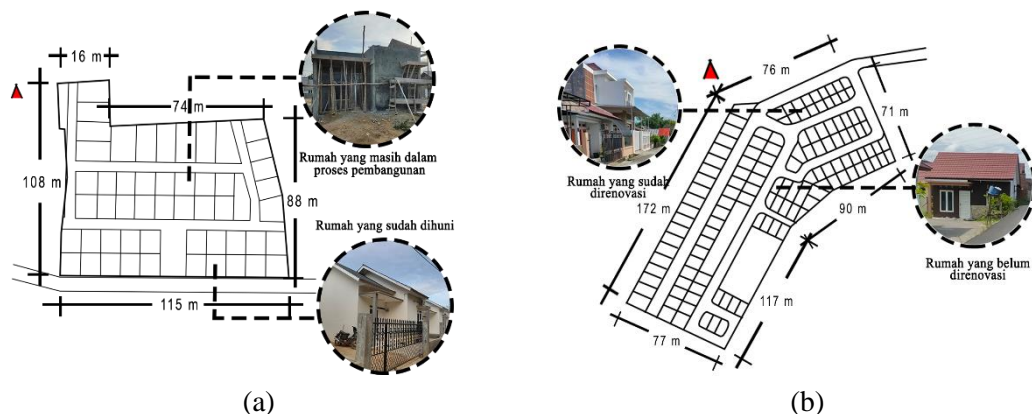 16 m
74 m
108 m
88 m
115 m
Rumah yang masih dalam
proses pembangunan
Rumah yang sudah dihuni
(a)
76 m
71 m
172 m
90 m
117 m
77 m
Rumah yang sudah
direnovasi
Rumah yang belum
direnovasi
(b)